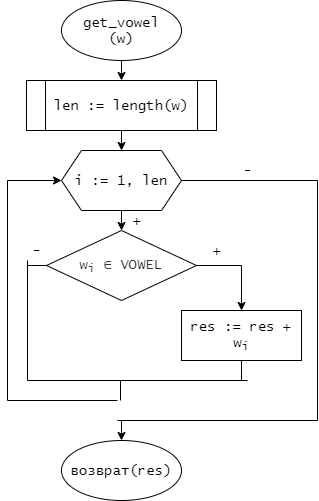 get_vowel
(w)
len := length(w)
i := 1, len
-
+
-
wᵢ ∈ VOWEL
+
res := res +
wᵢ
возврат(res)